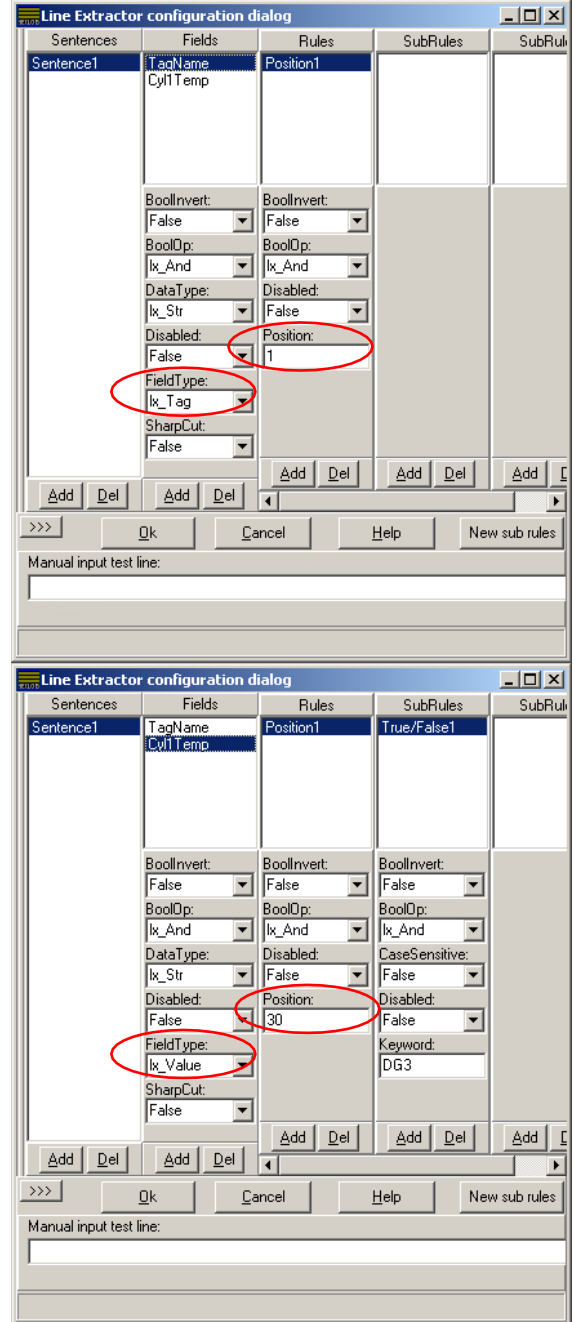 Line Extractor configuration dialog
Sentences Fields Rules SubRules SubRul
Sentence1 TagName Position1
Cyl1Temp
BoolInvert: BoolInvert:
False False
BoolOp: BoolOp:
lx_And lx_And
DataType: Disabled:
lx_Str False
Disabled: Position:
False 1
FieldType:
lx_Tag
SharpCut:
False
Add Del Add Del Add
Add Del Add Del
>>> Ok Cancel Help New sub rules
Manual input test line:
Line Extractor configuration dialog
Sentences Fields Rules SubRules SubRul
Sentence1 TagName Position1 True/False1
Cyl1Temp
BoolInvert: BoolInvert: BoolInvert:
False False False
BoolOp: BoolOp: BoolOp:
lx_And lx_And lx_And
DataType: Disabled: CaseSensitive:
lx_Str False False
Disabled: Position: Disabled:
False 30 False
FieldType: Keyword:
lx_Value DG3
SharpCut:
False
Add Del Add Del Add
Add Del Add Del
>>> Ok Cancel Help New sub rules
Manual input test line: